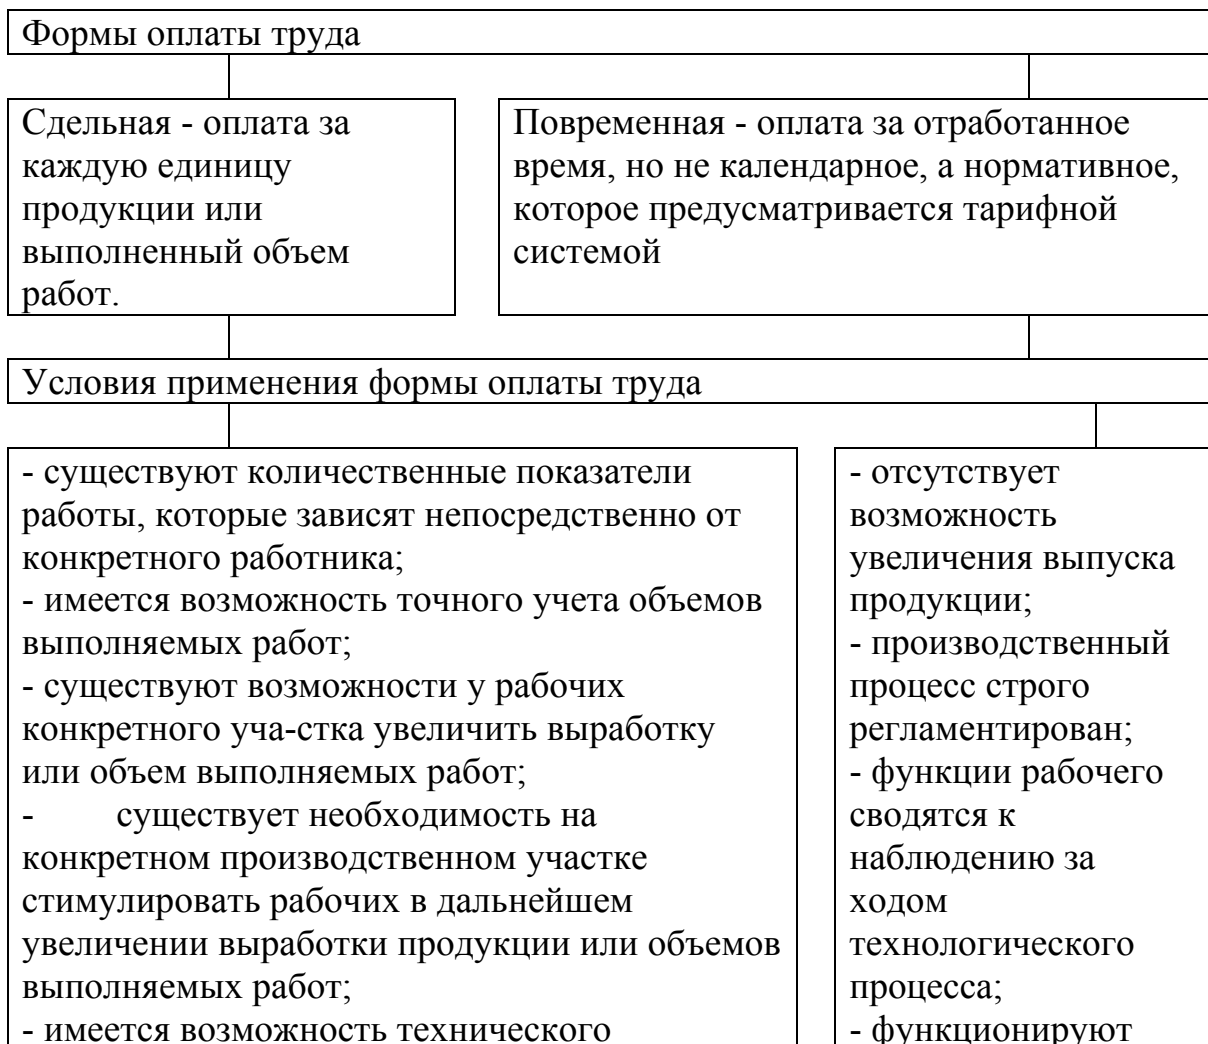 Формы оплаты труда
Сдельная - оплата за
каждую единицу
продукции или
выполненный объем
работ.
Повременная - оплата за отработанное
время, но не календарное, а нормативное,
которое предусматривается тарифной
системой
Условия применения формы оплаты труда
- существуют количественные показатели
работы, которые зависят непосредственно от
конкретного работника;
- имеется возможность точного учета объемов
выполняемых работ;
- существуют возможности у рабочих
конкретного уча-стка увеличить выработку
или объем выполняемых работ;
- существует необходимость на
конкретном производственном участке
стимулировать рабочих в дальнейшем
увеличении выработки продукции или объемов
выполняемых работ;
- имеется возможность технического
- отсутствует
возможность
увеличения выпуска
продукции;
- производственный
процесс строго
регламентирован;
- функции рабочего
сводятся к
наблюдению за
ходом
технологического
процесса;
- функционируют